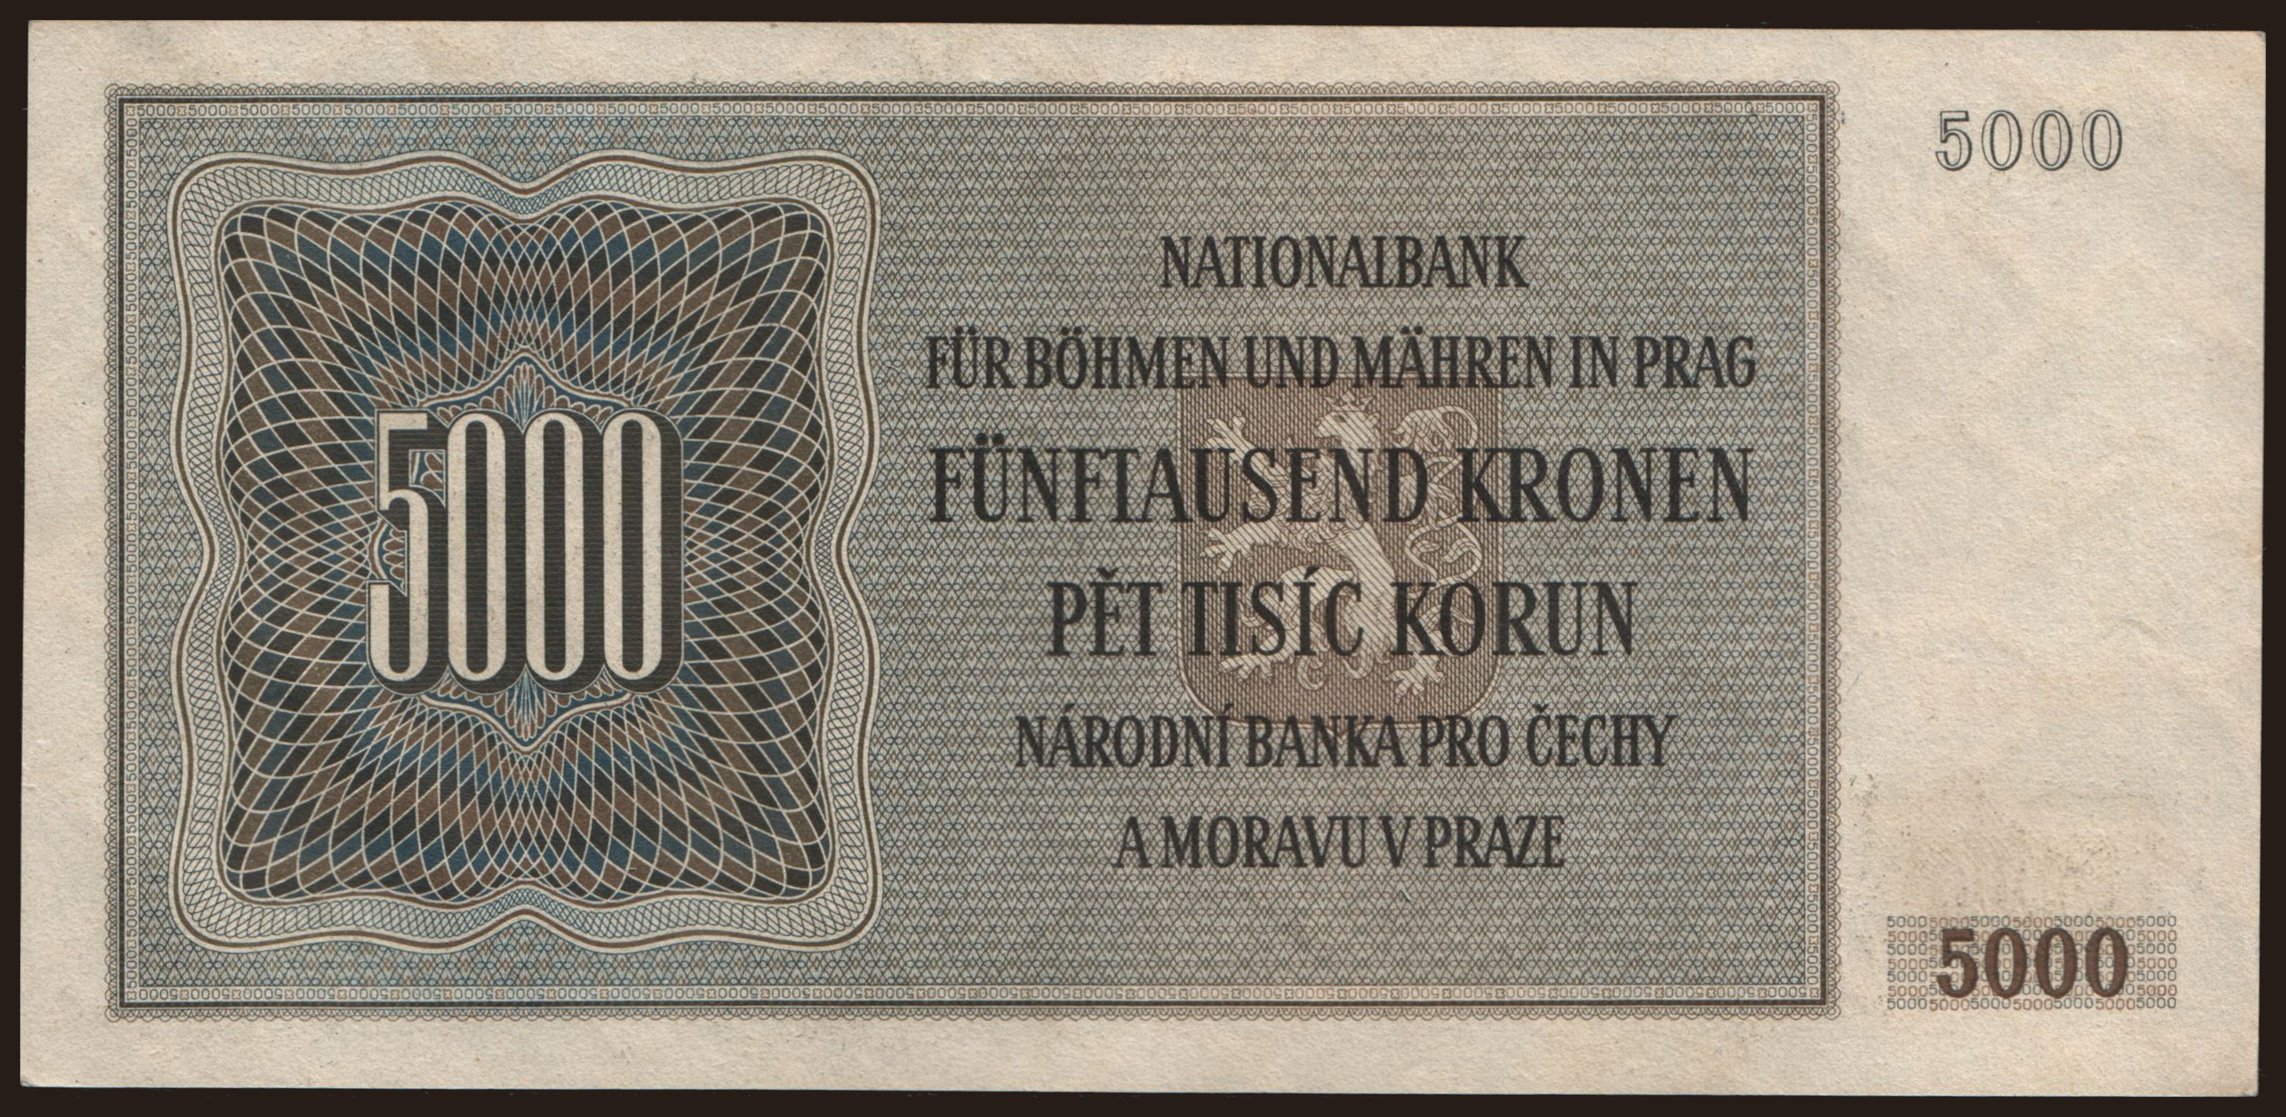 5000
NATIONALBANK
FÜR BÖHMEN UND MÄHREN IN PRAG
FÜNFTAUSEND KRONEN
5000
PĚT TISÍC KORUN
NÁRODNÍ BANKA PRO ČECHY
A MORAVU V PRAZE
5000